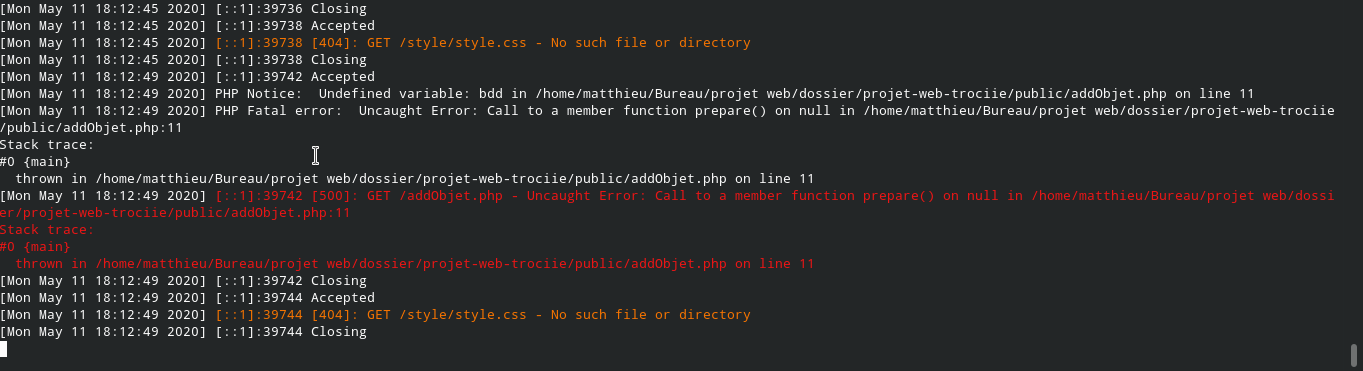 [Mon May 11 18:12:45 2020] [::1]:39736 Closing
[Mon May 11 18:12:45 2020] [::1]:39738 Accepted
[Mon May 11 18:12:45 2020] [::1]:39738 [404]: GET /style/style.css - No such file or directory
[Mon May 11 18:12:45 2020] [::1]:39738 Closing
[Mon May 11 18:12:49 2020] [::1]:39742 Accepted
[Mon May 11 18:12:49 2020] PHP Notice:  Undefined variable: bdd in /home/matthieu/Bureau/projet web/dossier/projet-web-trociie/public/addObjet.php on line 11
[Mon May 11 18:12:49 2020] PHP Fatal error:  Uncaught Error: Call to a member function prepare() on null in /home/matthieu/Bureau/projet web/dossier/projet-web-trociie
/public/addObjet.php:11
Stack trace:
#0 {main}
  thrown in /home/matthieu/Bureau/projet web/dossier/projet-web-trociie/public/addObjet.php on line 11
[Mon May 11 18:12:49 2020] [::1]:39742 [500]: GET /addObjet.php - Uncaught Error: Call to a member function prepare() on null in /home/matthieu/Bureau/projet web/dossi
er/projet-web-trociie/public/addObjet.php:11
Stack trace:
#0 {main}
  thrown in /home/matthieu/Bureau/projet web/dossier/projet-web-trociie/public/addObjet.php on line 11
[Mon May 11 18:12:49 2020] [::1]:39742 Closing
[Mon May 11 18:12:49 2020] [::1]:39744 Accepted
[Mon May 11 18:12:49 2020] [::1]:39744 [404]: GET /style/style.css - No such file or directory
[Mon May 11 18:12:49 2020] [::1]:39744 Closing